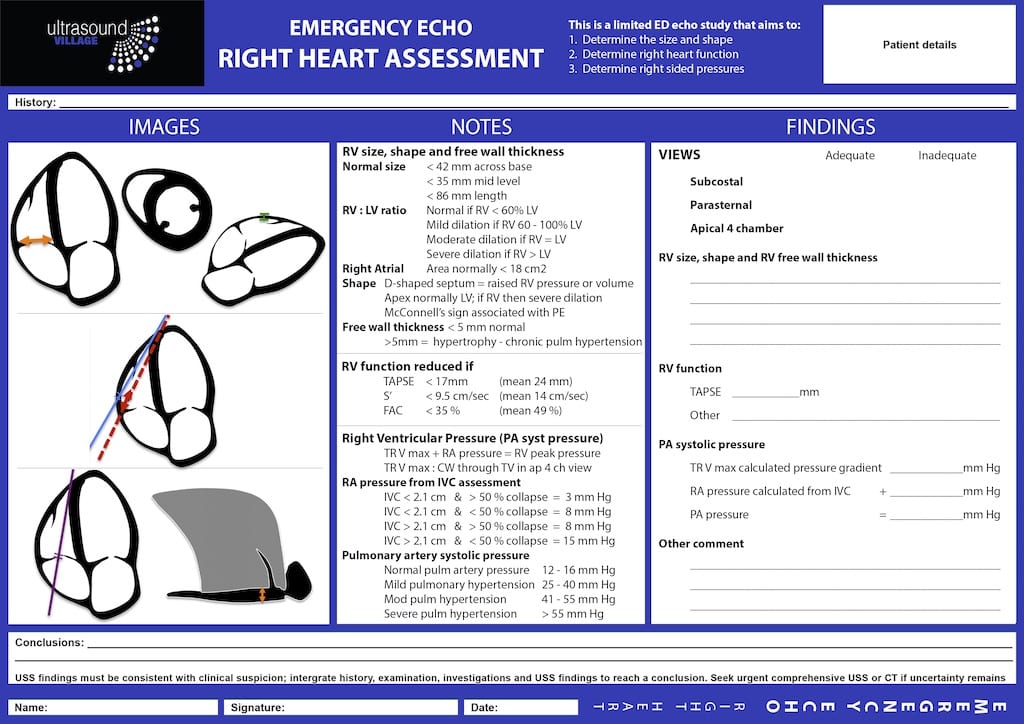 ultrasound
VILLAGE
EMERGENCY ECHO
RIGHT HEART ASSESSMENT
This is a limited ED echo study that aims to:
1. Determine the size and shape
2. Determine right heart function
3. Determine right sided pressures
Patient details
History:
IMAGES
NOTES
RV size, shape and free wall thickness
Normal size < 42 mm across base
< 35 mm mid level
< 86 mm length
RV : LV ratio Normal if RV < 60% LV
Mild dilation if RV 60 - 100% LV
Moderate dilation if RV = LV
Severe dilation if RV > LV
Right Atrial Area normally < 18 cm2
Shape D-shaped septum = raised RV pressure or volume
Apex normally LV; if RV then severe dilation
McConnell's sign associated with PE
Free wall thickness < 5 mm normal
>5mm = hypertrophy - chronic pulm hypertension
RV function reduced if
TAPSE < 17mm (mean 24 mm)
S' < 9.5 cm/sec (mean 14 cm/sec)
FAC < 35 % (mean 49 %)
Right Ventricular Pressure (PA syst pressure)
TR V max + RA pressure = RV peak pressure
TR V max : CW through TV in ap 4 ch view
RA pressure from IVC assessment
IVC < 2.1 cm & > 50 % collapse = 3 mm Hg
IVC < 2.1 cm & < 50 % collapse = 8 mm Hg
IVC > 2.1 cm & > 50 % collapse = 8 mm Hg
IVC > 2.1 cm & < 50 % collapse = 15 mm Hg
Pulmonary artery systolic pressure
Normal pulm artery pressure 12 - 16 mm Hg
Mild pulmonary hypertension 25 - 40 mm Hg
Mod pulm hypertension 41 - 55 mm Hg
Severe pulm hypertension > 55 mm Hg
FINDINGS
VIEWS Adequate Inadequate
Subcostal
Parasternal
Apical 4 chamber
RV size, shape and RV free wall thickness
RV function
TAPSE ____________mm
Other
PA systolic pressure
TR V max calculated pressure gradient ____________mm Hg
RA pressure calculated from IVC + ____________mm Hg
PA pressure = ____________mm Hg
Other comment
Conclusions:
USS findings must be consistent with clinical suspicion; intergrate history, examination, investigations and USS findings to reach a conclusion. Seek urgent comprehensive USS or CT if uncertainty remains
Name:
Signature:
Date:
EMERGENCY ECHO RIGHT HEART